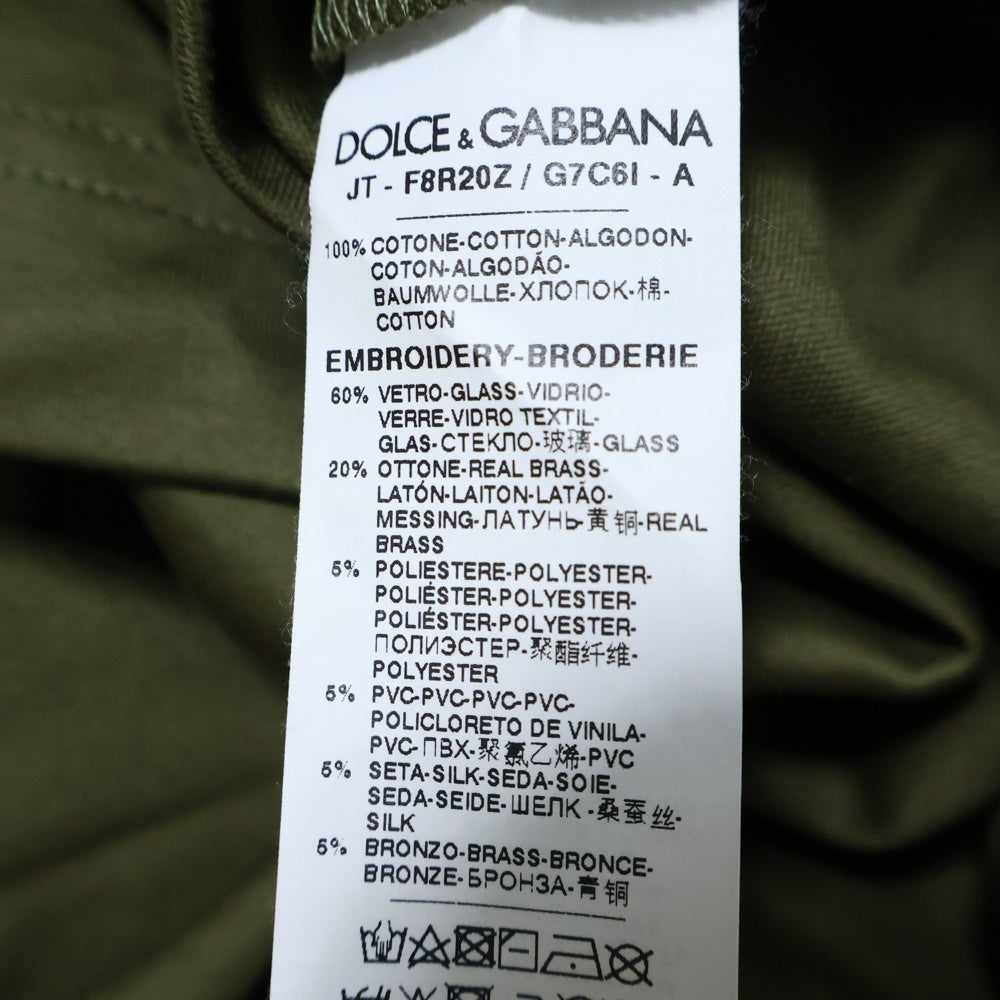 DOLCE & GABBANA
JT - F8R20Z / G7C6I - A
100% COTONE-COTTON-ALGODON-
COTON-ALGODÃO-
BAUMWOLLE-ХЛОПОК-棉-
COTTON
EMBROIDERY-BRODERIE
60% VETRO-GLASS-VIDRIO-
VERRE-VIDRO TEXTIL-
GLAS-СТЕКЛО-玻璃-GLASS
20% OTTONE-REAL BRASS-
LATÓN-LAITON-LATÃO-
MESSING-ЛАТУНЬ-黄铜-REAL
BRASS
5% POLIESTERE-POLYESTER-
POLIÉSTER-POLYESTER-
POLIÉSTER-POLYESTER-
ПОЛИЭСТЕР-聚酯纤维-
POLYESTER
5% PVC-PVC-PVC-PVC-
POLICLORETO DE VINILA-
PVC-ПВХ-聚氯乙烯-PVC
5% SETA-SILK-SEDA-SOIE-
SEDA-SEIDE-ШЕЛК-桑蚕丝-
SILK
5% BRONZO-BRASS-BRONCE-
BRONZE-БРОНЗА-青铜